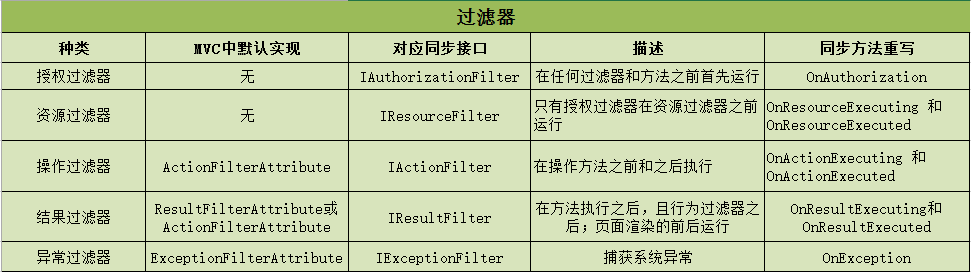 过滤器
种类 MVC中默认实现 对应同步接口 描述 同步方法重写
授权过滤器 无 IAuthorizationFilter 在任何过滤器和方法之前首先运行 OnAuthorization
资源过滤器 无 IResourceFilter 只有授权过滤器在资源过滤器之前
运行 OnResourceExecuting 和
OnResourceExecuted
操作过滤器 ActionFilterAttribute IActionFilter 在操作方法之前和之后执行 OnActionExecuting 和
OnActionExecuted
结果过滤器 ResultFilterAttribute或
ActionFilterAttribute IResultFilter 在方法执行之后，且行为过滤器之
后；页面渲染的前后运行 OnResultExecuting和
OnResultExecuted
异常过滤器 ExceptionFilterAttribute IExceptionFilter 捕获系统异常 OnException